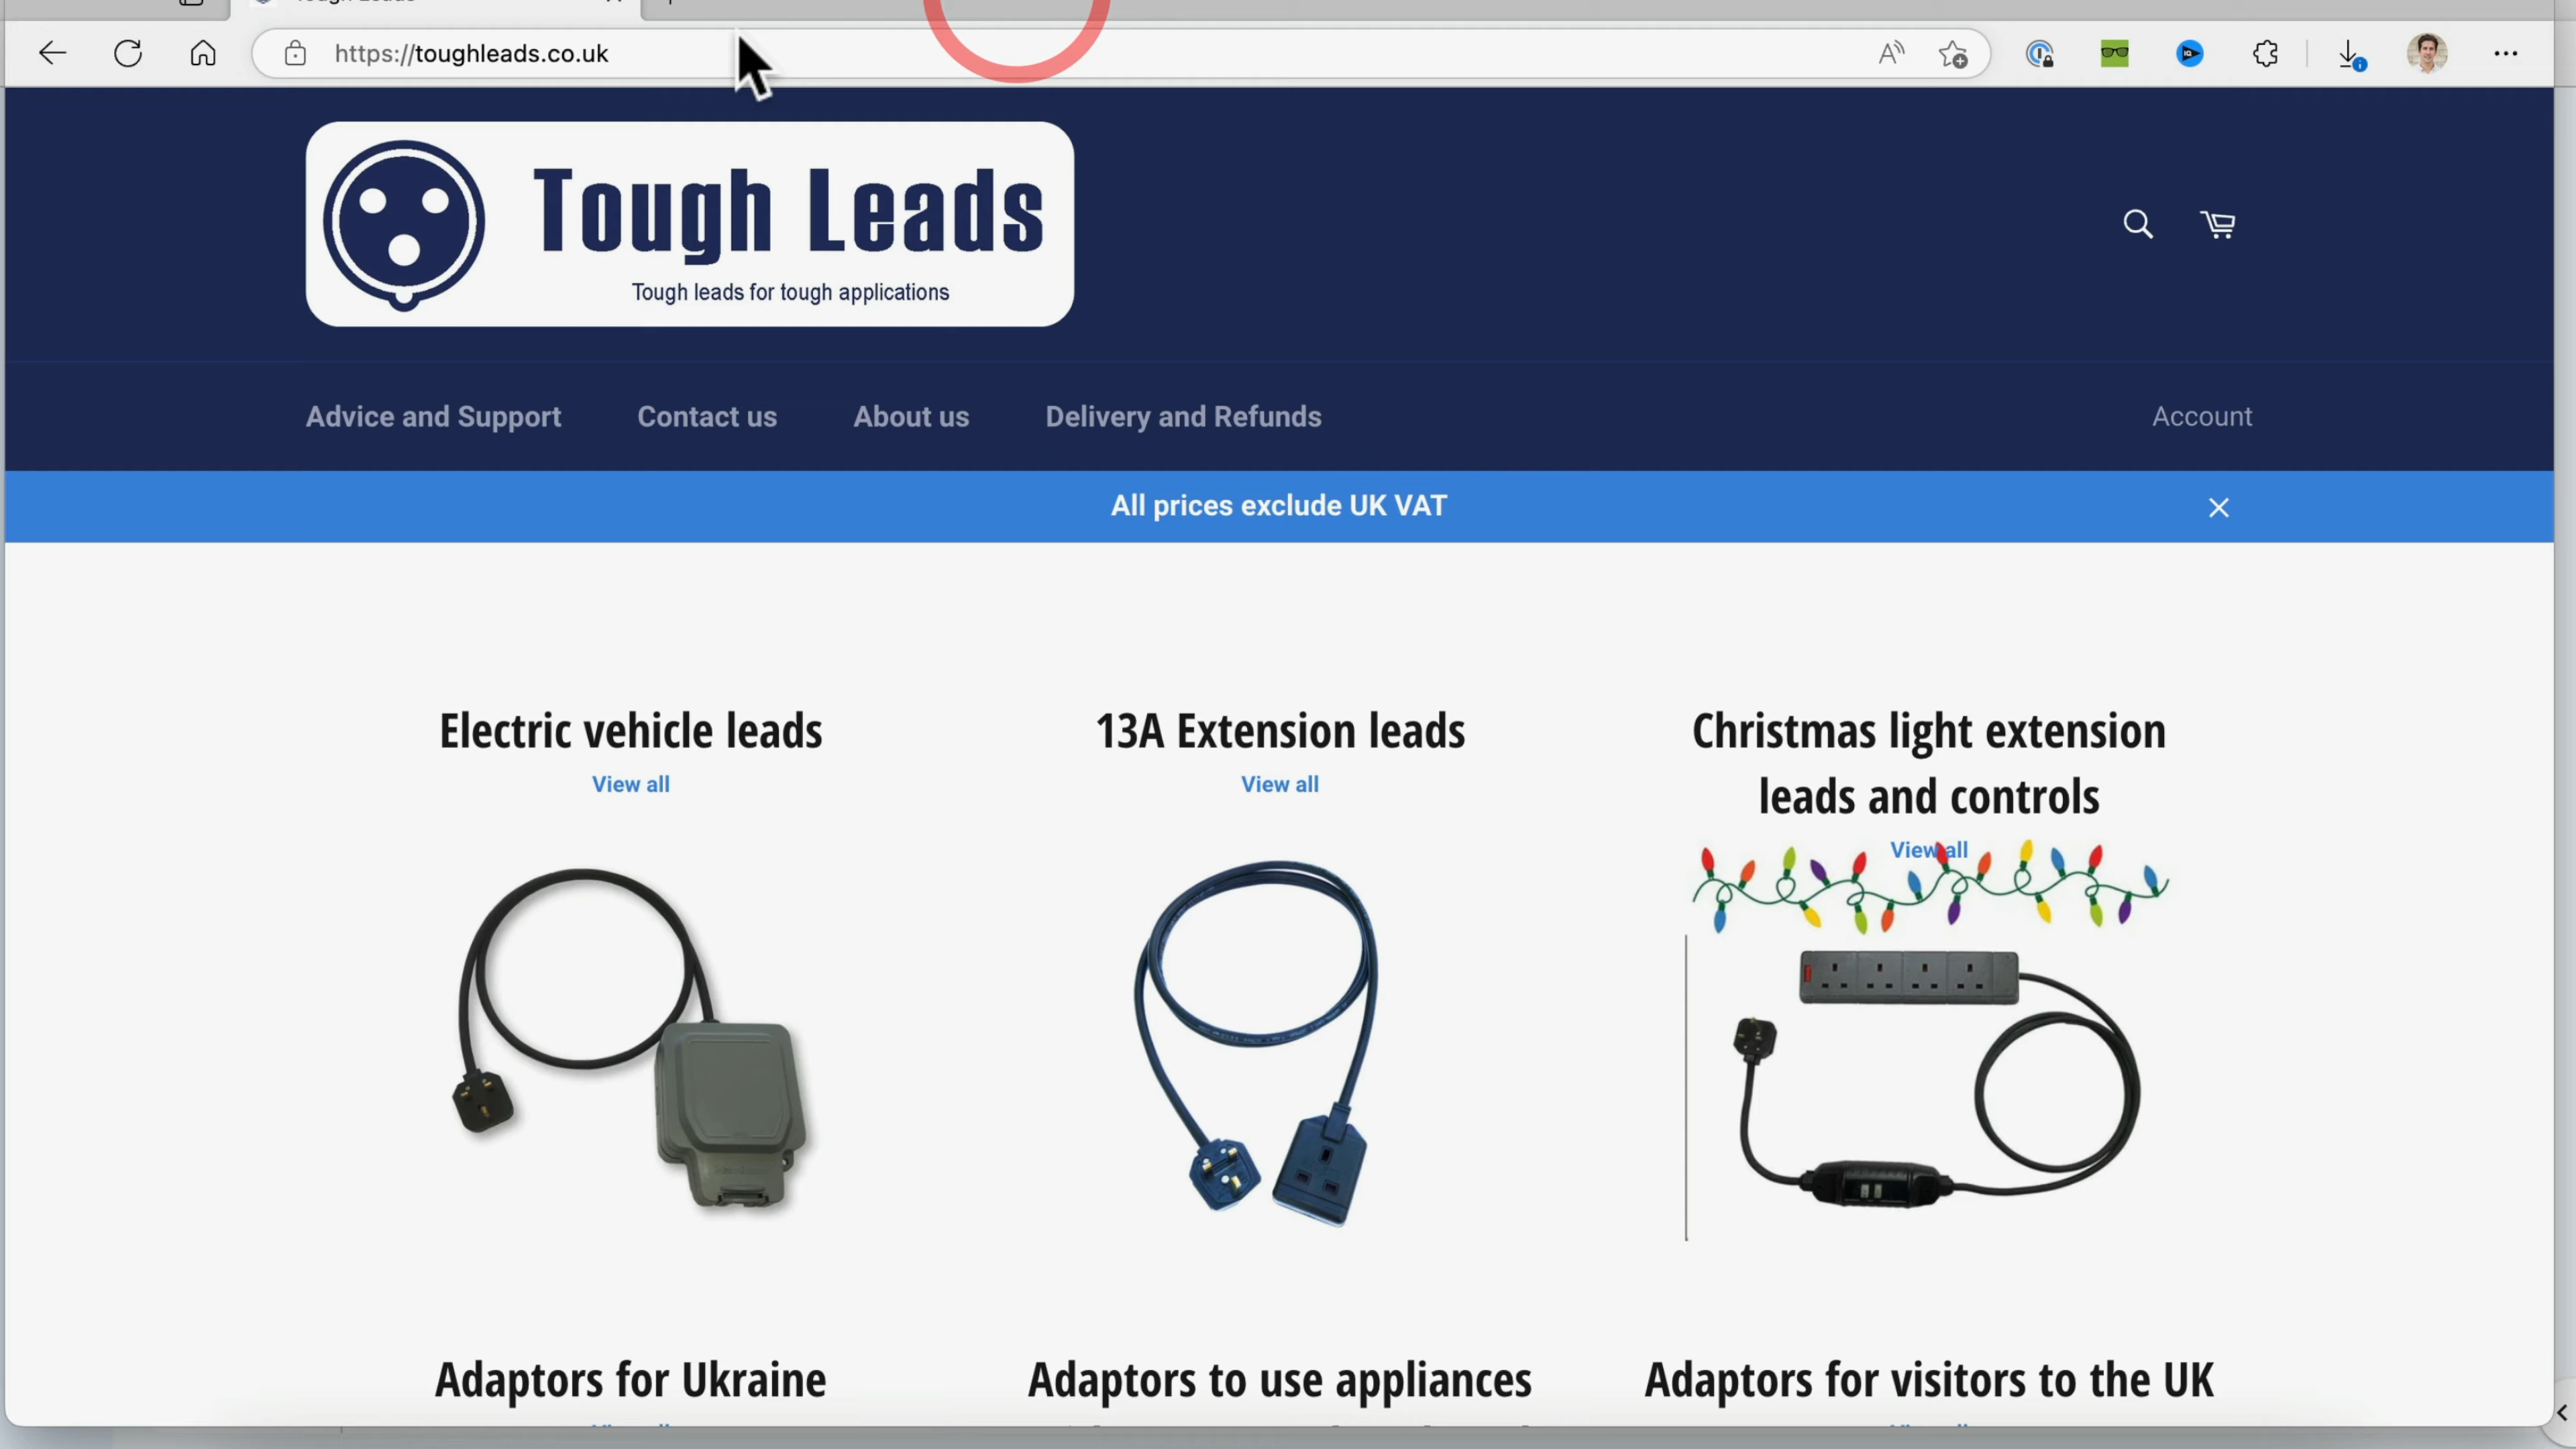 https://toughleads.co.uk
Tough Leads
Tough leads for tough applications
Advice and Support
Contact us
About us
Delivery and Refunds
Account
All prices exclude UK VAT
Electric vehicle leads
View all
13A Extension leads
View all
Christmas light extension
leads and controls
View all
Adaptors for Ukraine
Adaptors to use appliances
Adaptors for visitors to the UK